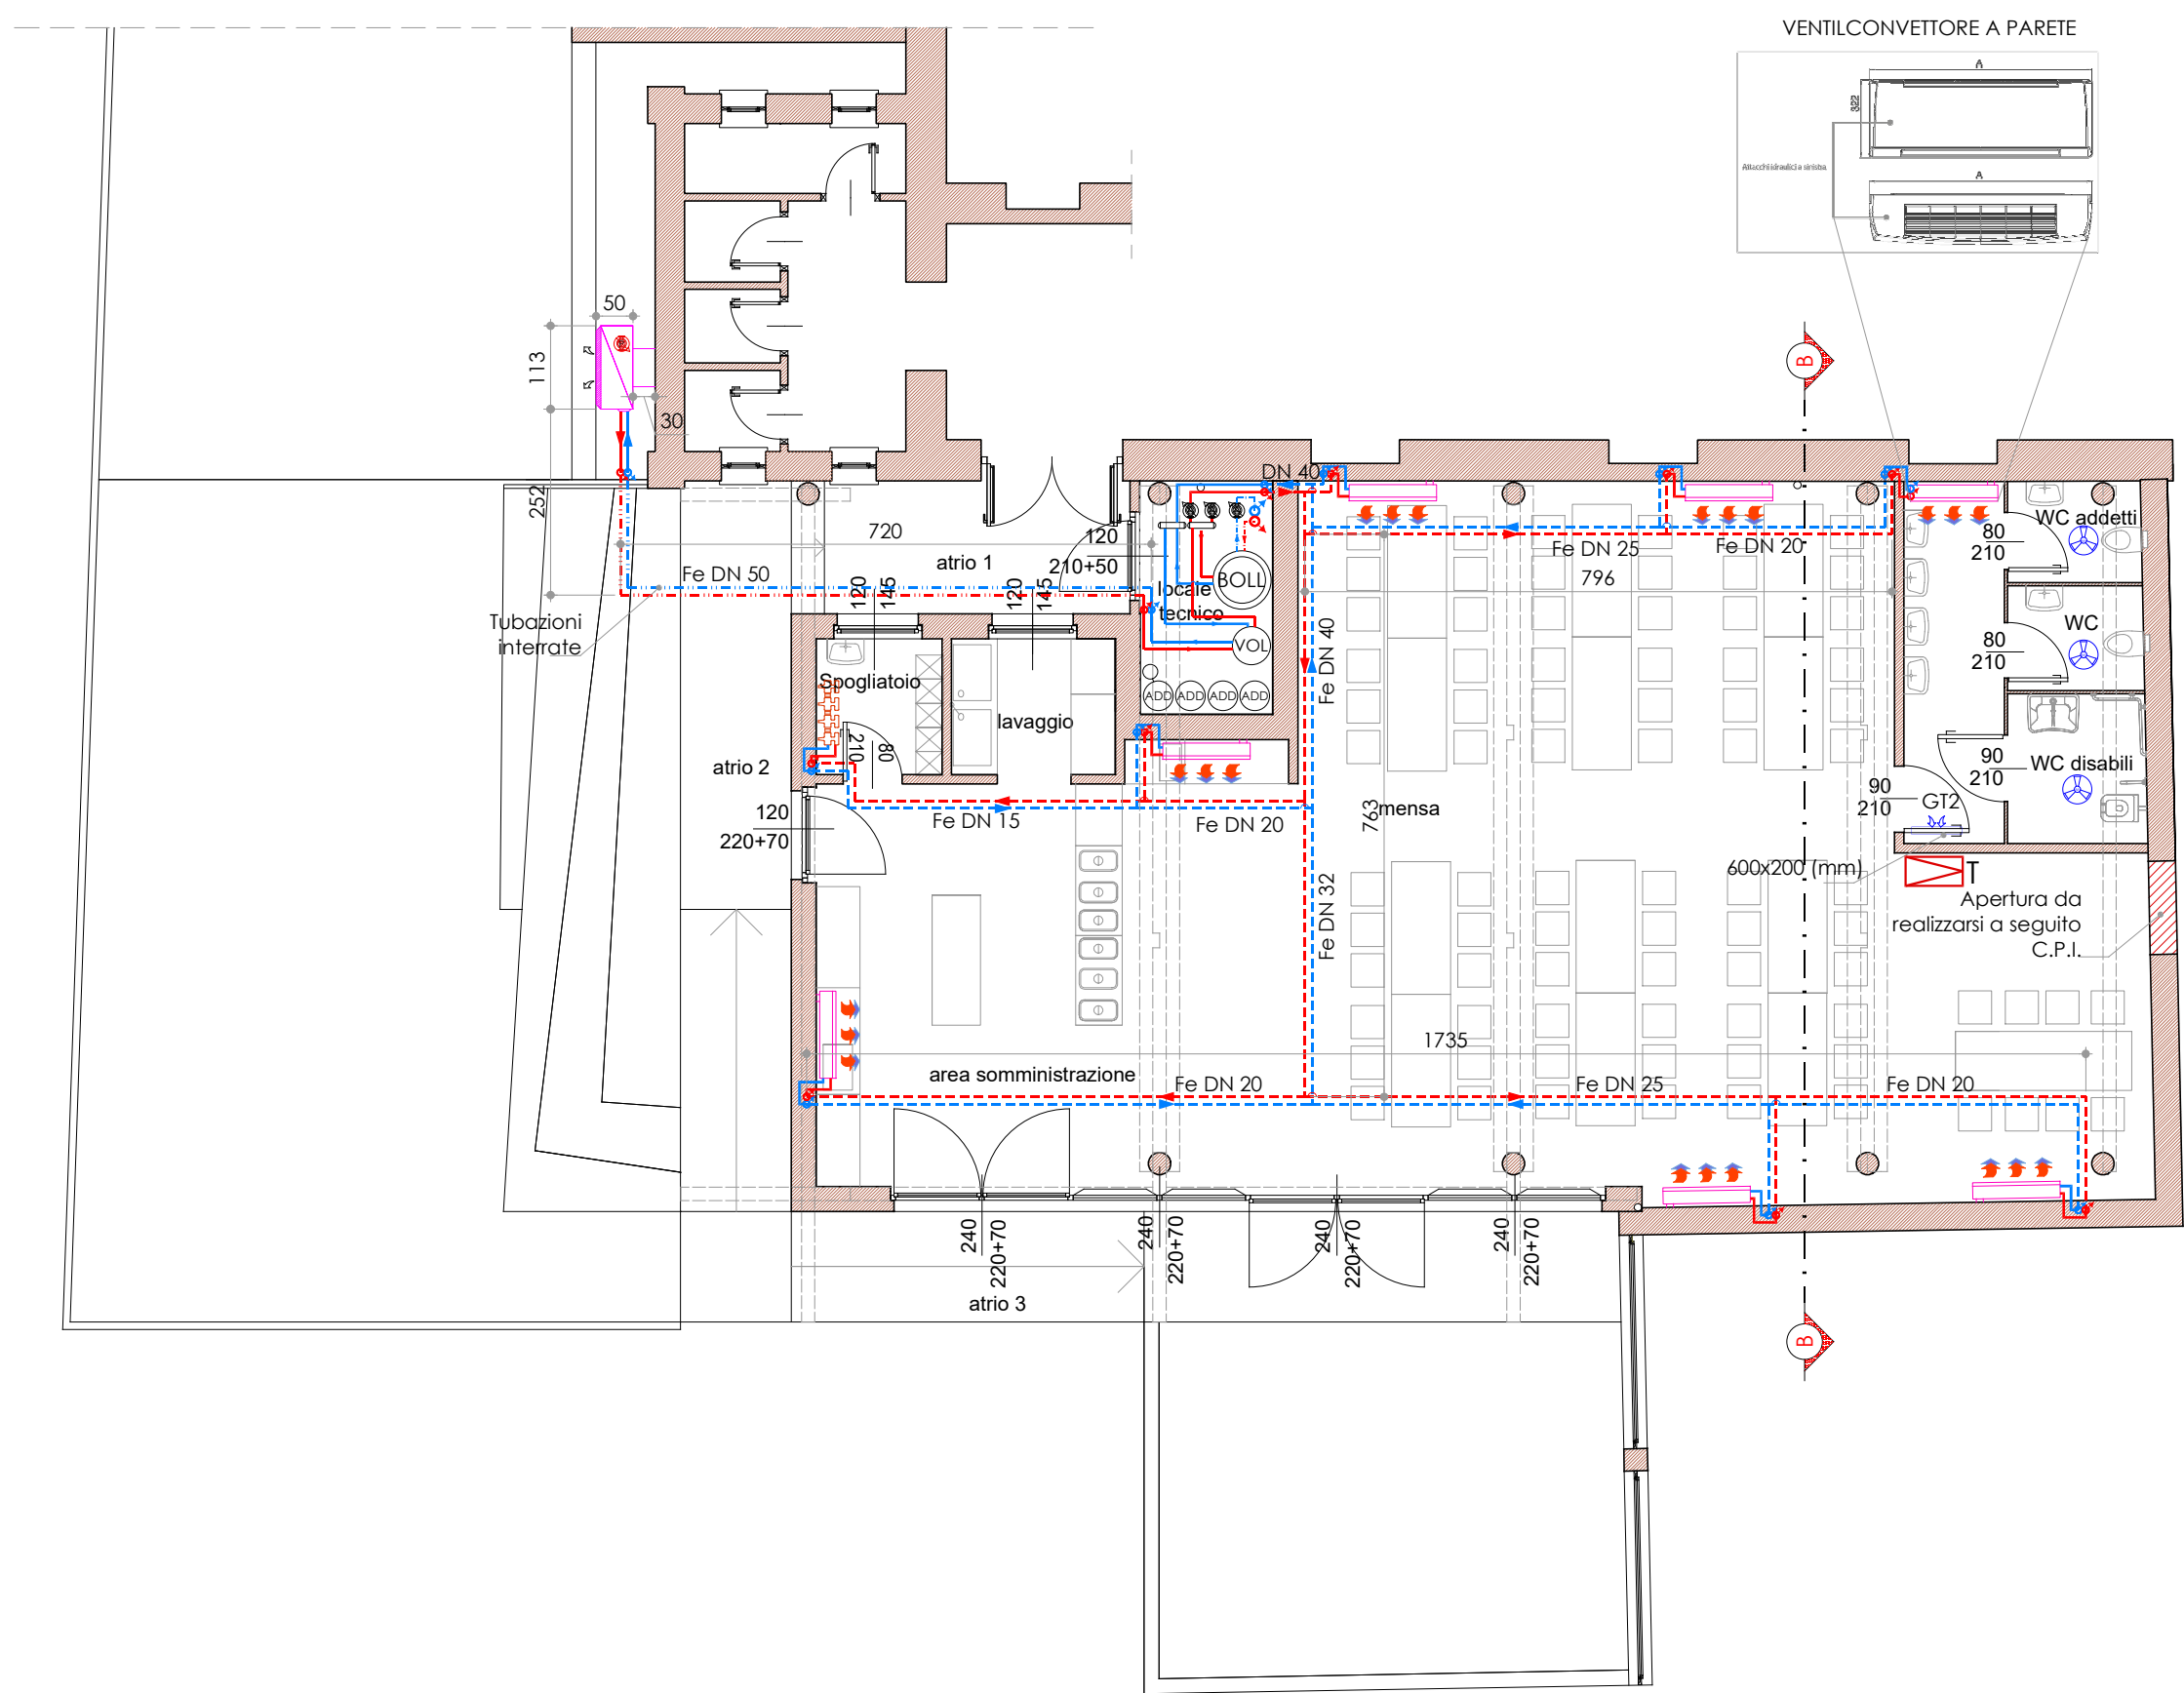 VENTILCONVETTORE A PARETE
A
322
Attacchi idraulici a sinistra
A
50
113
30
252
B
DN 40
720
120
210+50
atrio 1
Fe DN 50
120
145
120
145
locale
tecnico
BOLL
VOL
ADD
ADD
ADD
ADD
Tubazioni
interrate
Spogliatoio
lavaggio
80
210
Fe DN 25
Fe DN 20
796
80
210
WC addetti
80
210
WC
90
210
WC disabili
90
210
GT2
Fe DN 40
atrio 2
120
220+70
Fe DN 15
Fe DN 20
763
mensa
600x200 (mm)
T
Apertura da
realizzarsi a seguito
C.P.I.
Fe DN 32
1735
area somministrazione
Fe DN 20
Fe DN 25
Fe DN 20
240
220+70
240
220+70
240
220+70
240
220+70
atrio 3
B